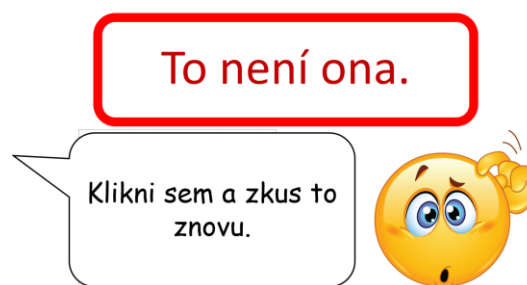 To není ona.
Klikni sem a zkus to
znovu.